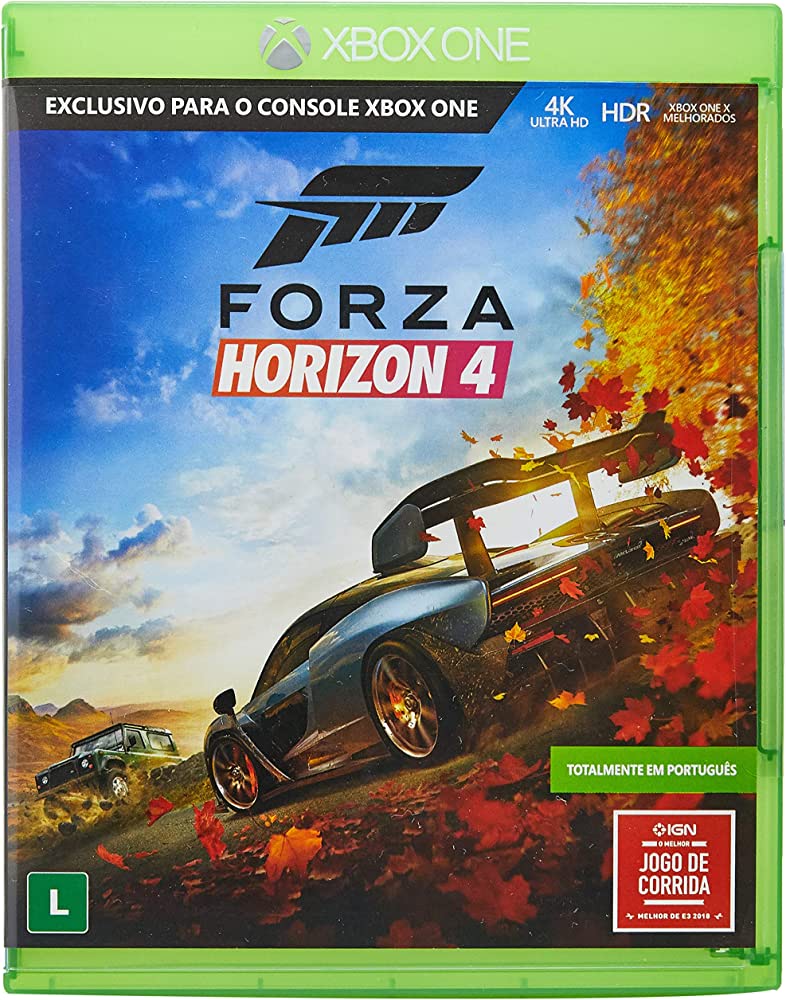 XBOX ONE
EXCLUSIVO PARA O CONSOLE XBOX ONE
4K
ULTRA HD
HDR
XBOX ONE X
MELHORADOS
FORZA
HORIZON 4
TOTALMENTE EM PORTUGUÊS
IGN
O MELHOR
JOGO DE
CORRIDA
MELHOR DE E3 2018
L